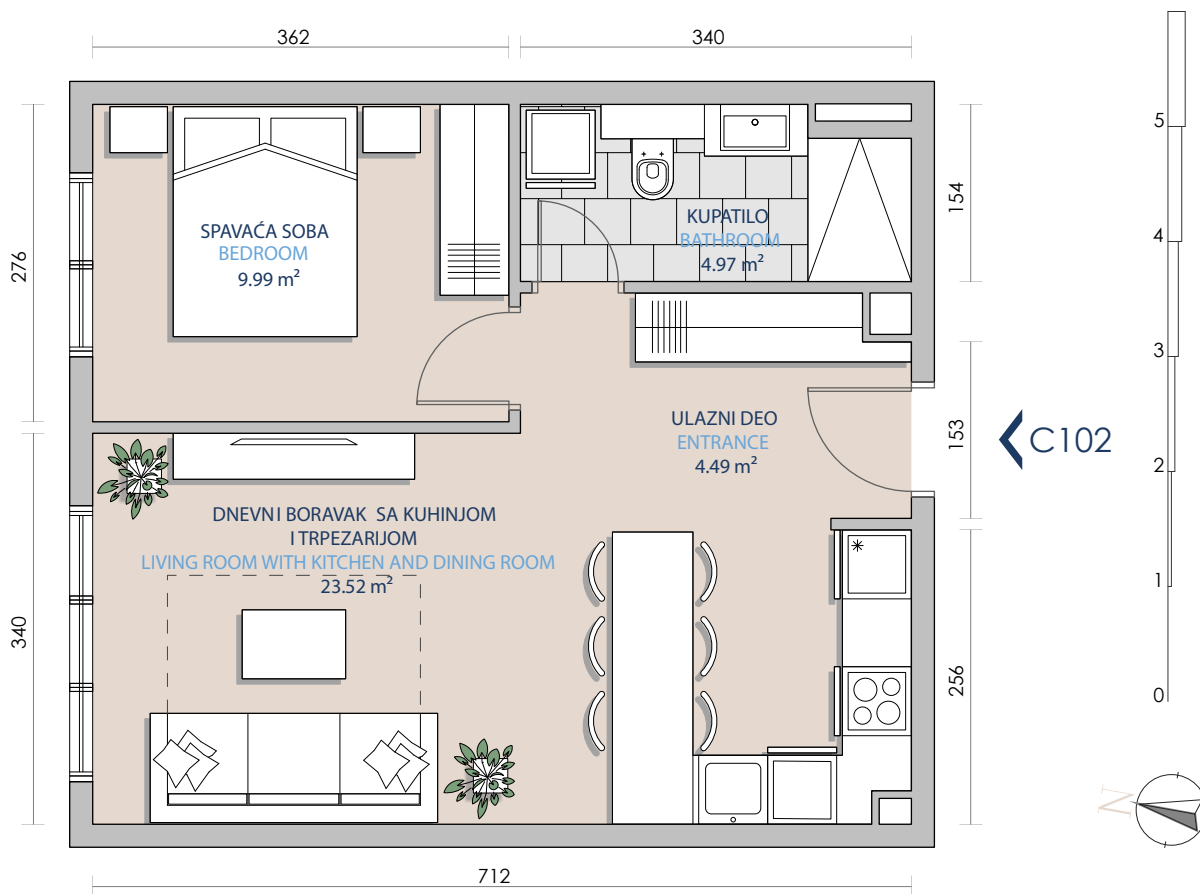 362
340
276
154
SPAVAĆA SOBA
BEDROOM
9.99 m²
KUPATILO
BATHROOM
4.97 m²
5
4
3
2
1
0
ULAZNI DEO
ENTRANCE
4.49 m²
153
C102
DNEVNI BORAVAK SA KUHINJOM
I TRPEZARIJOM
LIVING ROOM WITH KITCHEN AND DINING ROOM
23.52 m²
340
256
N
712